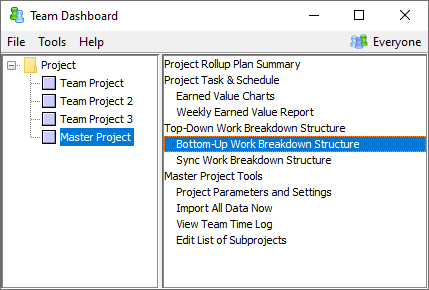 Team Dashboard
File Tools Help Everyone
Project
Team Project
Team Project 2
Team Project 3
Master Project
Project Rollup Plan Summary
Project Task & Schedule
Earned Value Charts
Weekly Earned Value Report
Top-Down Work Breakdown Structure
Bottom-Up Work Breakdown Structure
Sync Work Breakdown Structure
Master Project Tools
Project Parameters and Settings
Import All Data Now
View Team Time Log
Edit List of Subprojects